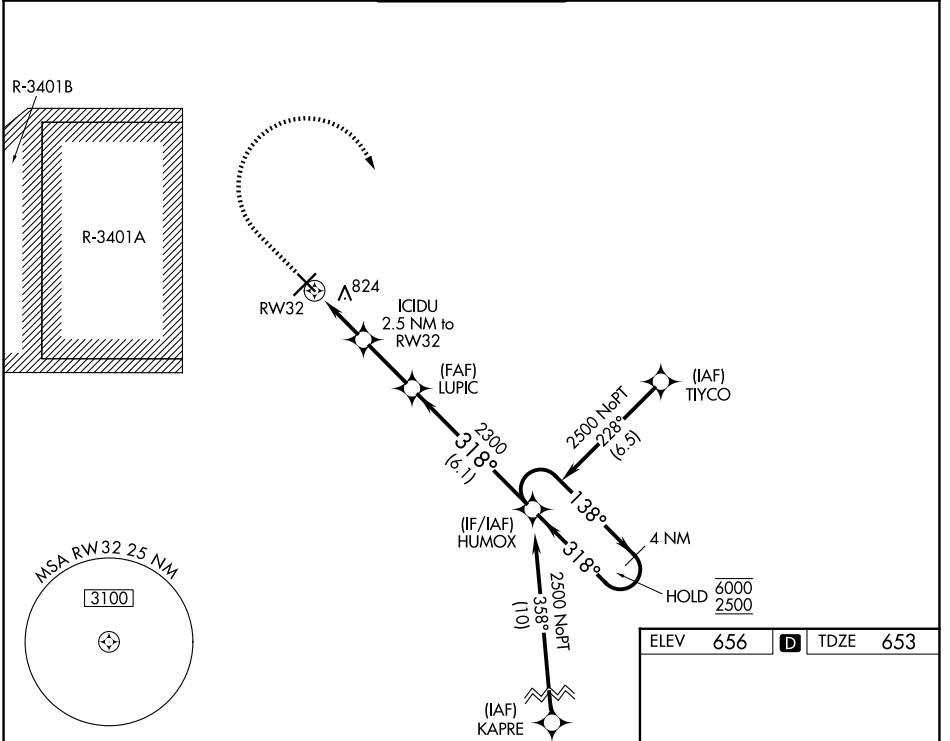 R-3401B
R-3401A
RW32
824
ICIDU
2.5 NM to
RW32
(FAF)
LUPIC
2300
318°
(6.1)
(IAF)
TIYCO
2500 NoPT
228°
(6.5)
138°
4 NM
(IF/IAF)
HUMOX
318°
HOLD 6000
2500
2500 NoPT
358°
(10)
(IAF)
KAPRE
MSA RW32 25 NM
3100
ELEV 656 D TDZE 653